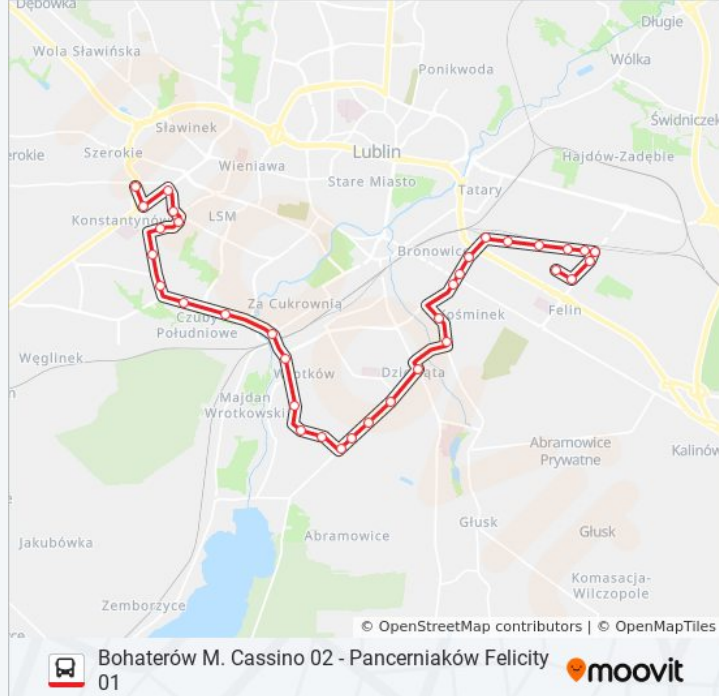 Dębówka
Długie
Wola Sławińska
Ponikwoda
Wólka
Sławinek
Świdniczek
erokie
Szerokie
Lublin
Hajdów-Zadębie
Wieniawa
Stare Miasto
Tatary
Konstantynów
LSM
Bronowice
Za Cukrownią
Kośminek
Felin
Czuby
Południowe
Węglinek
Wrotków
Dziesiąta
Majdan
Wrotkowski
Abramowice
Prywatne
Kalinów
Jakubówka
Abramowice
Głusk
Głusk
Komasacja-
Wilczopole
Zemborzyce
© OpenStreetMap contributors | © OpenMapTiles
Bohaterów M. Cassino 02 - Pancerniaków Felicity
01
moovit